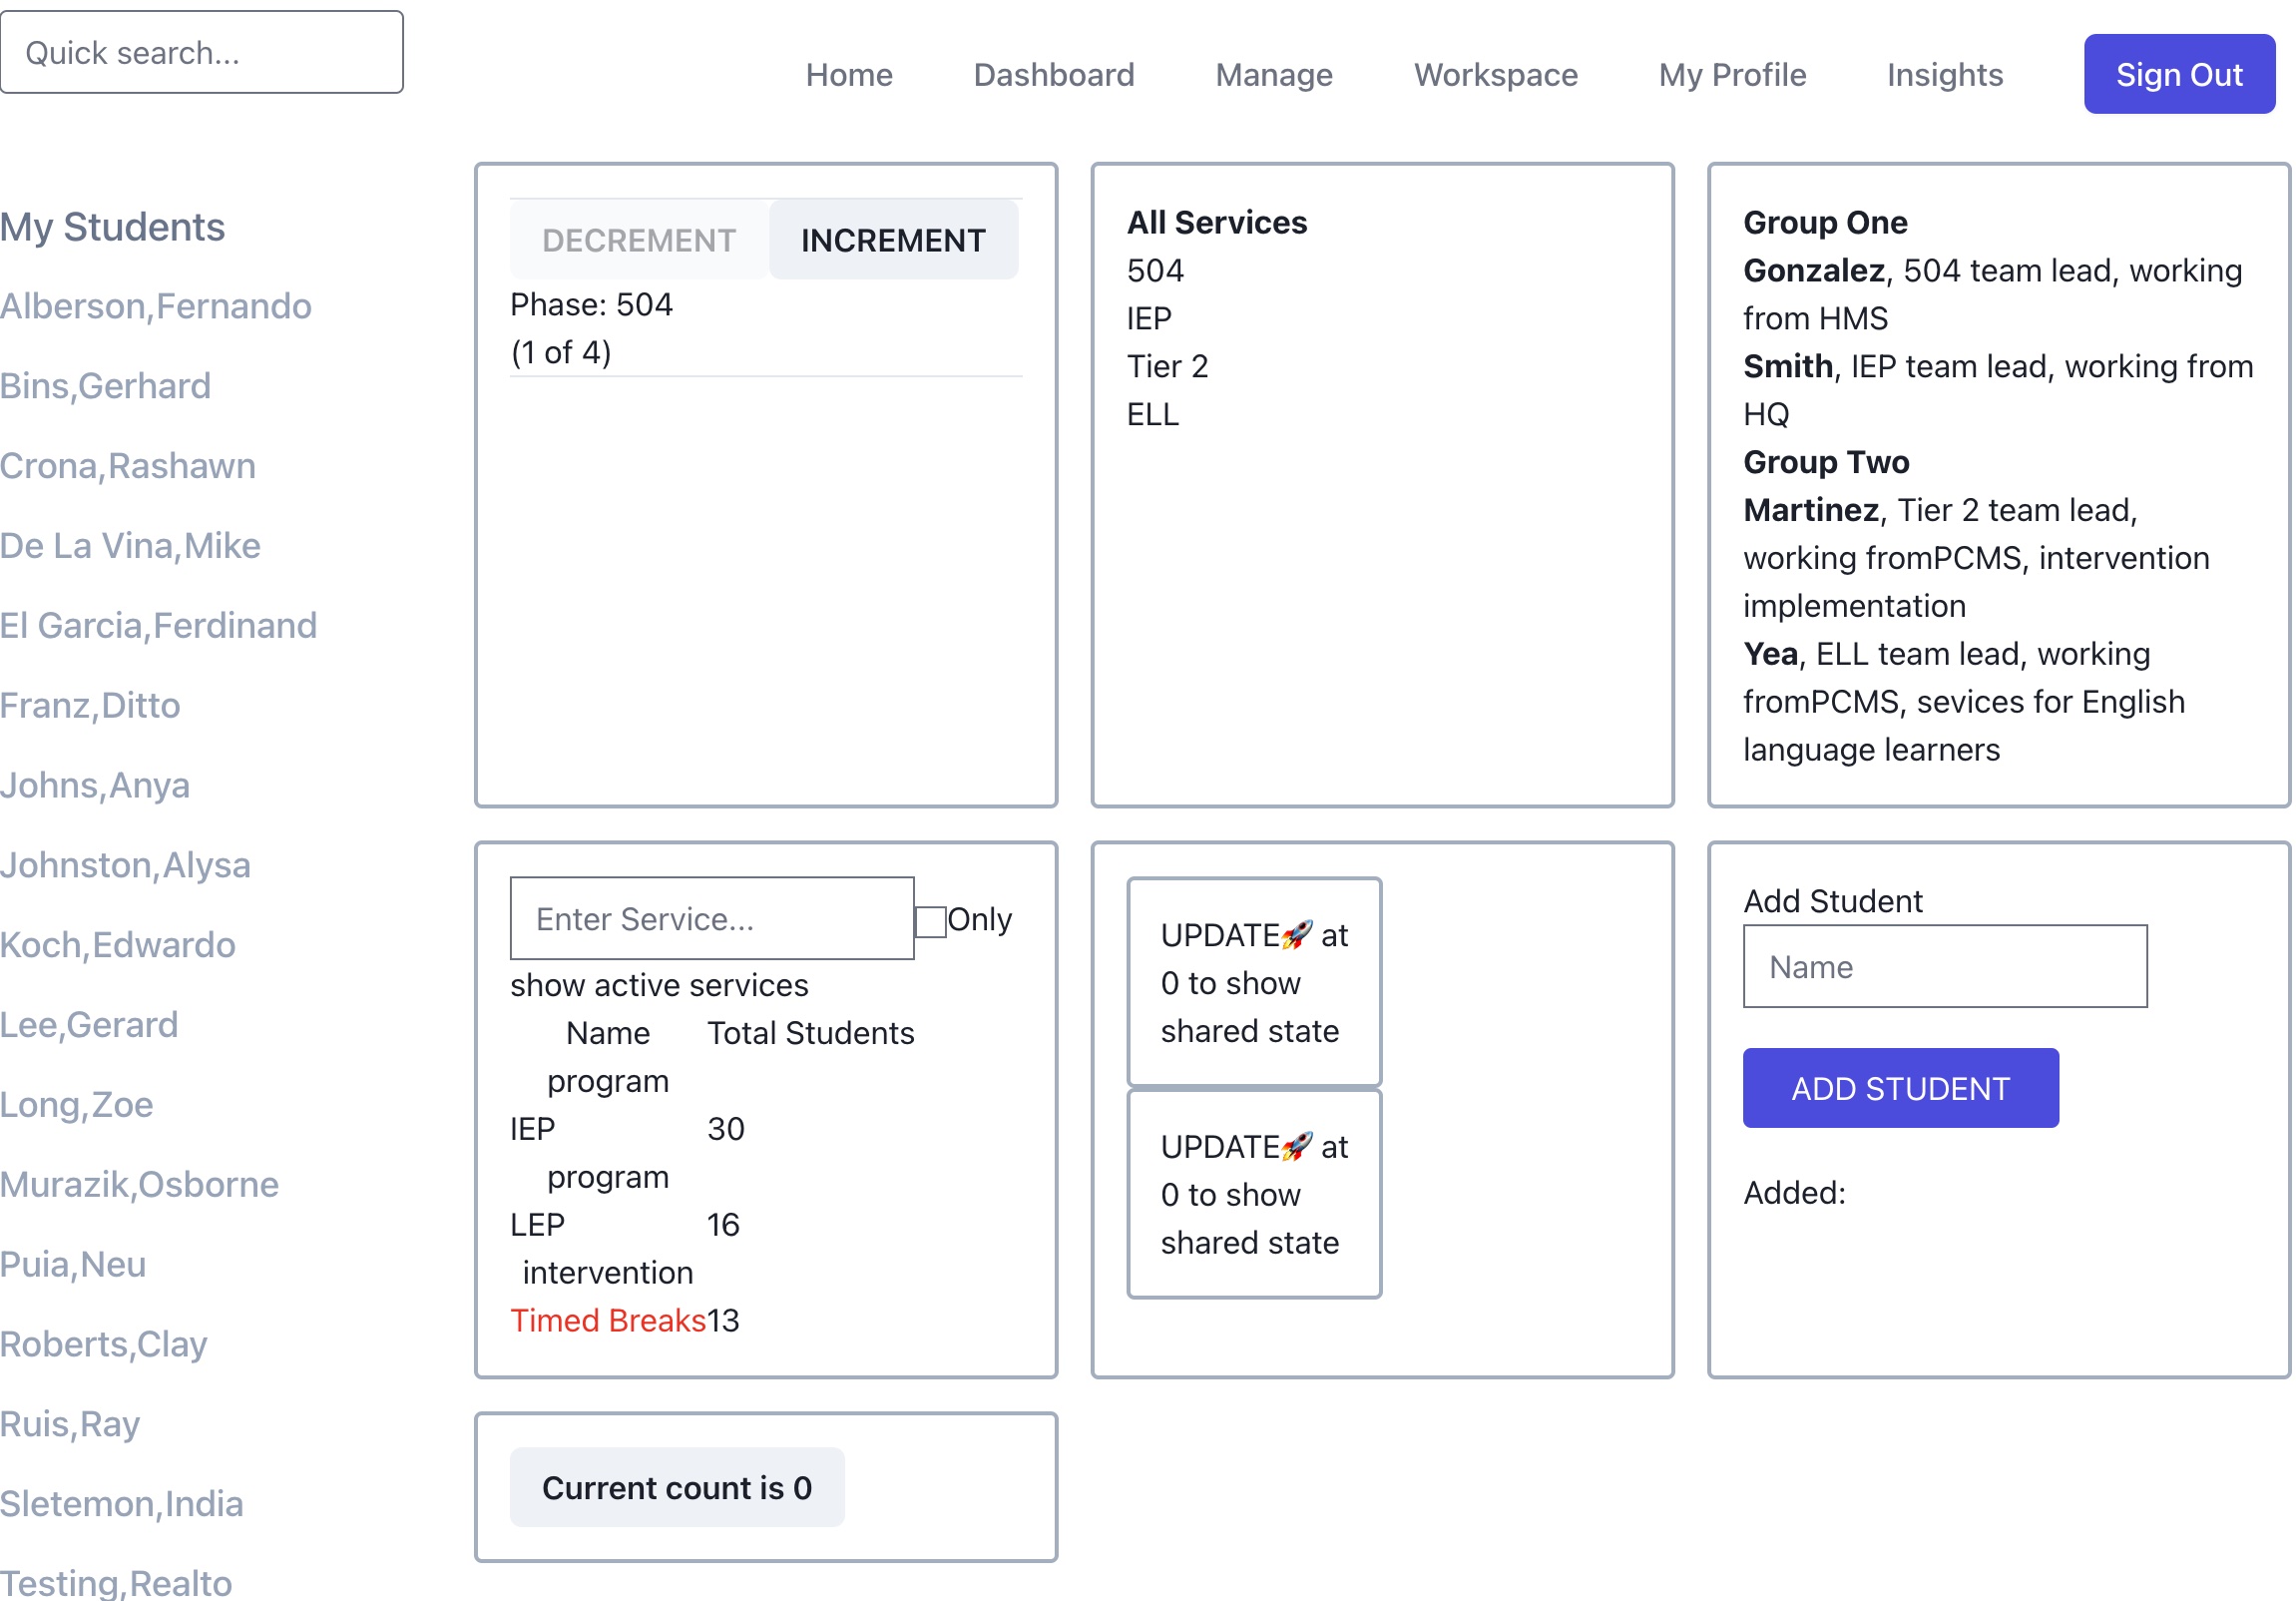 Quick search...
Home Dashboard Manage Workspace My Profile Insights Sign Out
My Students
Alberson,Fernando
Bins,Gerhard
Crona,Rashawn
De La Vina,Mike
El Garcia,Ferdinand
Franz,Ditto
Johns,Anya
Johnston,Alysa
Koch,Edwardo
Lee,Gerard
Long,Zoe
Murazik,Osborne
Puia,Neu
Roberts,Clay
Ruis,Ray
Sletemon,India
Testing,Realto
DECREMENT INCREMENT
Phase: 504
(1 of 4)
All Services
504
IEP
Tier 2
ELL
Group One
Gonzalez, 504 team lead, working
from HMS
Smith, IEP team lead, working from
HQ
Group Two
Martinez, Tier 2 team lead,
working fromPCMS, intervention
implementation
Yea, ELL team lead, working
fromPCMS, sevices for English
language learners
Enter Service... Only
show active services
Name Total Students
program
IEP 30
program
LEP 16
intervention
Timed Breaks13
UPDATE🚀 at
0 to show
shared state
UPDATE🚀 at
0 to show
shared state
Add Student
Name
ADD STUDENT
Added:
Current count is 0